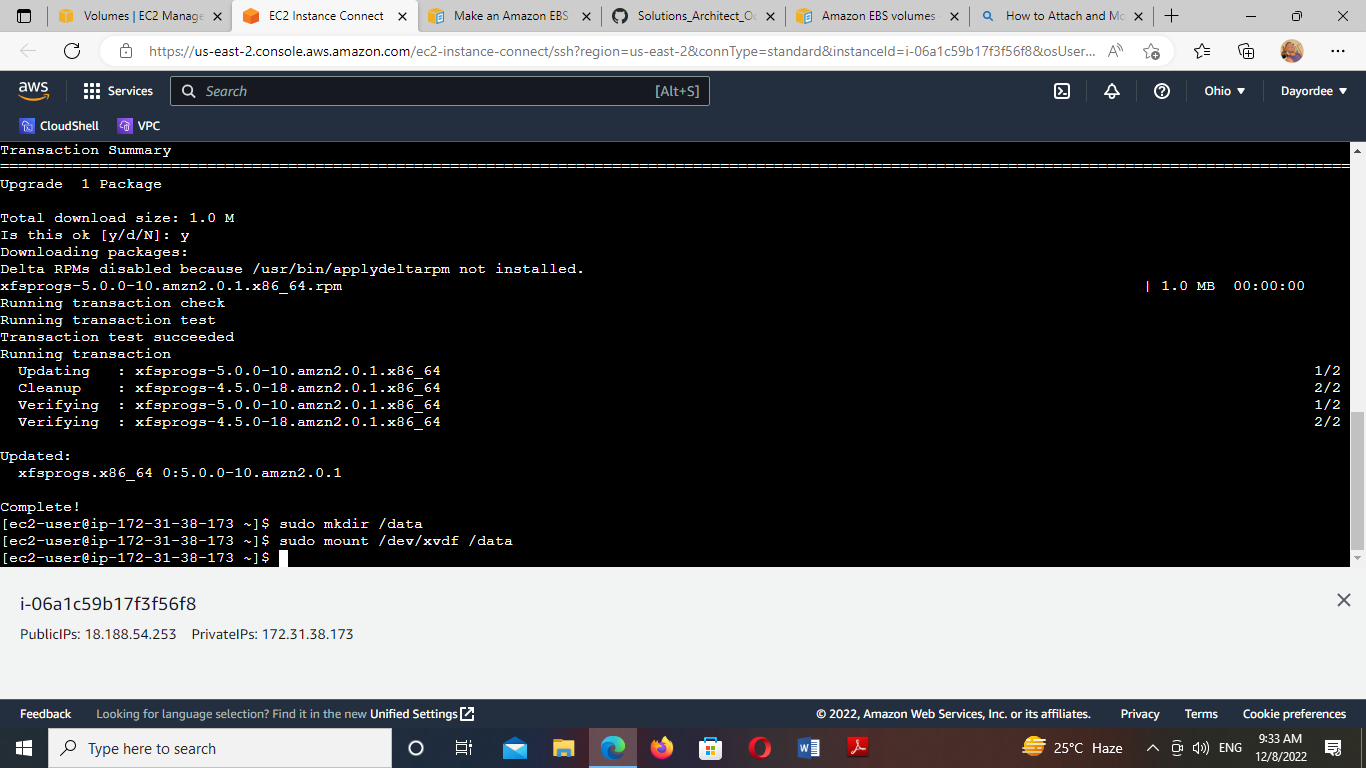 Volumes | EC2 Manage
EC2 Instance Connect
Make an Amazon EBS
Solutions_Architect_Oc
Amazon EBS volumes
How to Attach and Mo
https://us-east-2.console.aws.amazon.com/ec2-instance-connect/ssh?region=us-east-2&connType=standard&instanceId=i-06a1c59b17f3f56f8&osUser...
aws
Services
Search
[Alt+S]
Ohio
Dayordee
CloudShell
VPC
Transaction Summary
================================================================================
Upgrade  1 Package
Total download size: 1.0 M
Is this ok [y/d/N]: y
Downloading packages:
Delta RPMs disabled because /usr/bin/applydeltarpm not installed.
xfsprogs-5.0.0-10.amzn2.0.1.x86_64.rpm | 1.0 MB  00:00:00
Running transaction check
Running transaction test
Transaction test succeeded
Running transaction
Updating   : xfsprogs-5.0.0-10.amzn2.0.1.x86_64 1/2
Cleanup    : xfsprogs-4.5.0-18.amzn2.0.1.x86_64 2/2
Verifying  : xfsprogs-5.0.0-10.amzn2.0.1.x86_64 1/2
Verifying  : xfsprogs-4.5.0-18.amzn2.0.1.x86_64 2/2
Updated:
xfsprogs.x86_64 0:5.0.0-10.amzn2.0.1
Complete!
[ec2-user@ip-172-31-38-173 ~]$ sudo mkdir /data
[ec2-user@ip-172-31-38-173 ~]$ sudo mount /dev/xvdf /data
[ec2-user@ip-172-31-38-173 ~]$
i-06a1c59b17f3f56f8
PublicIPs: 18.188.54.253 PrivateIPs: 172.31.38.173
Feedback
Looking for language selection? Find it in the new Unified Settings
© 2022, Amazon Web Services, Inc. or its affiliates.
Privacy
Terms
Cookie preferences
Type here to search
25°C Haze
ENG
9:33 AM
12/8/2022